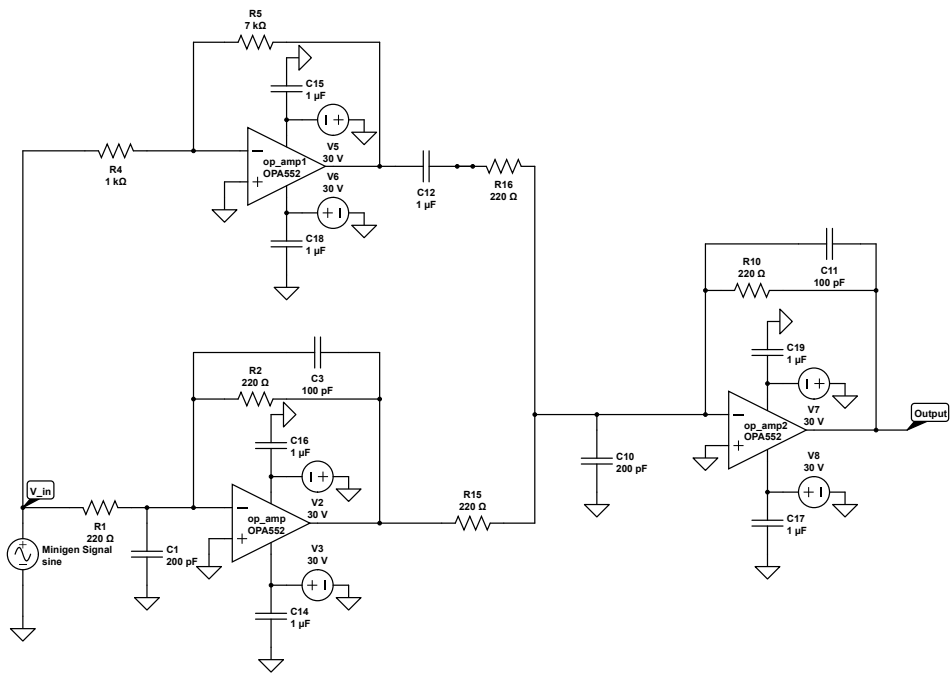 R5
7 kΩ
C15
1 µF
V5
30 V
V6
30 V
op_amp1
OPA552
−
+
R4
1 kΩ
C18
1 µF
C12
1 µF
R16
220 Ω
C3
100 pF
R2
220 Ω
C16
1 µF
V2
30 V
V3
30 V
op_amp
OPA552
−
+
V_in
R1
220 Ω
C1
200 pF
Minigen Signal
sine
C14
1 µF
R15
220 Ω
C10
200 pF
C11
100 pF
R10
220 Ω
C19
1 µF
V7
30 V
V8
30 V
op_amp2
OPA552
−
+
C17
1 µF
Output